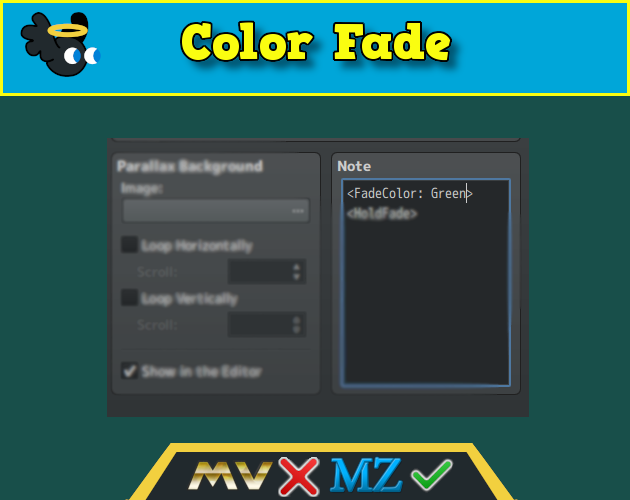 Color Fade
Parallax Background
Note
Image:
<FadeColor: Green>
...
<HoldFade>
Loop Horizontally
Scroll:
Loop Vertically
Scroll:
Show in the Editor
MV MZ